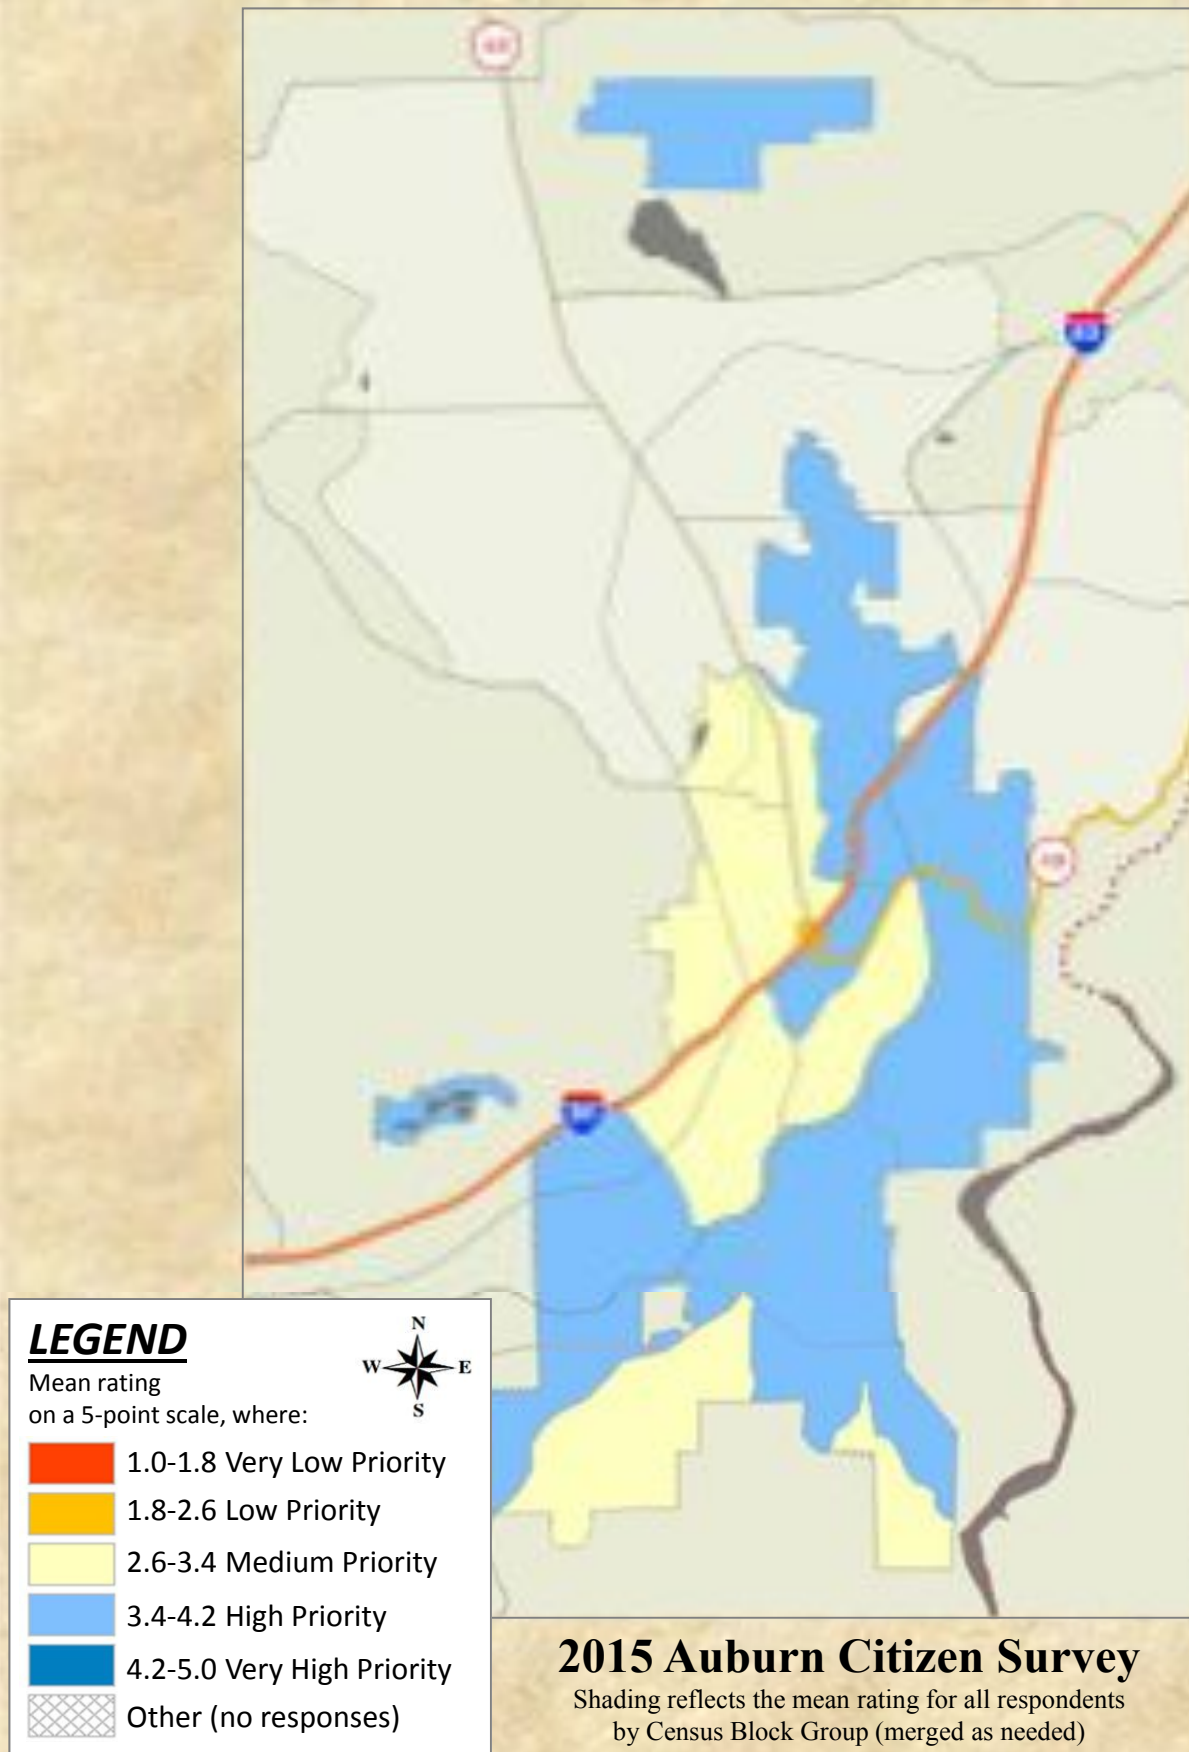 LEGEND
Mean rating
on a 5-point scale, where:
N
W E
S
1.0-1.8 Very Low Priority
1.8-2.6 Low Priority
2.6-3.4 Medium Priority
3.4-4.2 High Priority
4.2-5.0 Very High Priority
Other (no responses)
2015 Auburn Citizen Survey
Shading reflects the mean rating for all respondents
by Census Block Group (merged as needed)